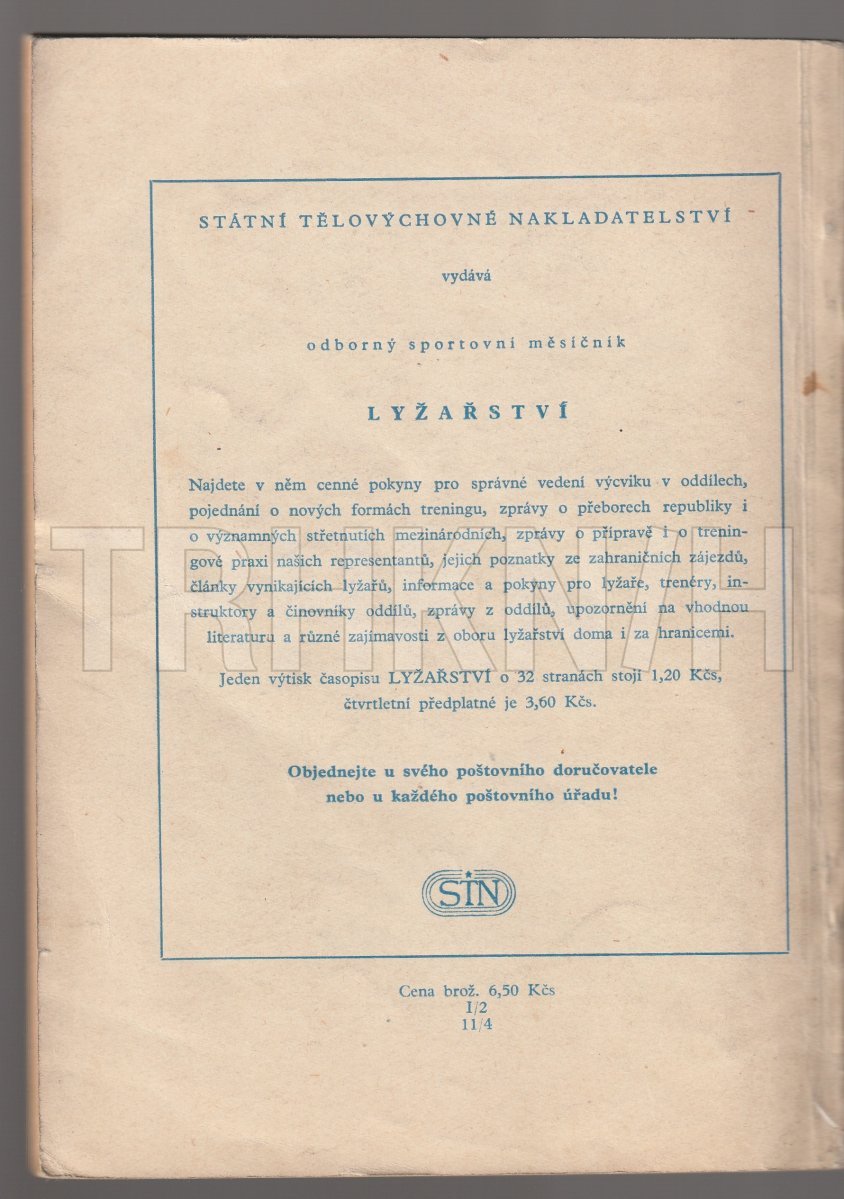 STÁTNÍ TĚLOVÝCHOVNÉ NAKLADATELSTVÍ
vydává
odborný sportovní měsíčník
LYŽAŘSTVÍ
Najdete v něm cenné pokyny pro správné vedení výcviku v oddílech,
pojednání o nových formách treningu, zprávy o přeborech republiky i
o významných střetnutích mezinárodních, zprávy o přípravě i o trenin-
gové praxi našich representantů, jejich poznatky ze zahraničních zájezdů,
články vynikajících lyžařů, informace a pokyny pro lyžaře, trenéry, in-
struktory a činovníky oddílů, zprávy z oddílů, upozornění na vhodnou
literaturu a různé zajímavosti z oboru lyžařství doma i za hranicemi.
Jeden výtisk časopisu LYŽAŘSTVÍ o 32 stranách stojí 1,20 Kčs,
čtvrtletní předplatné je 3,60 Kčs.
Objednejte u svého poštovního doručovatele
nebo u každého poštovního úřadu!
STN
Cena brož. 6,50 Kčs
I/2
11/4
TRHKNIH